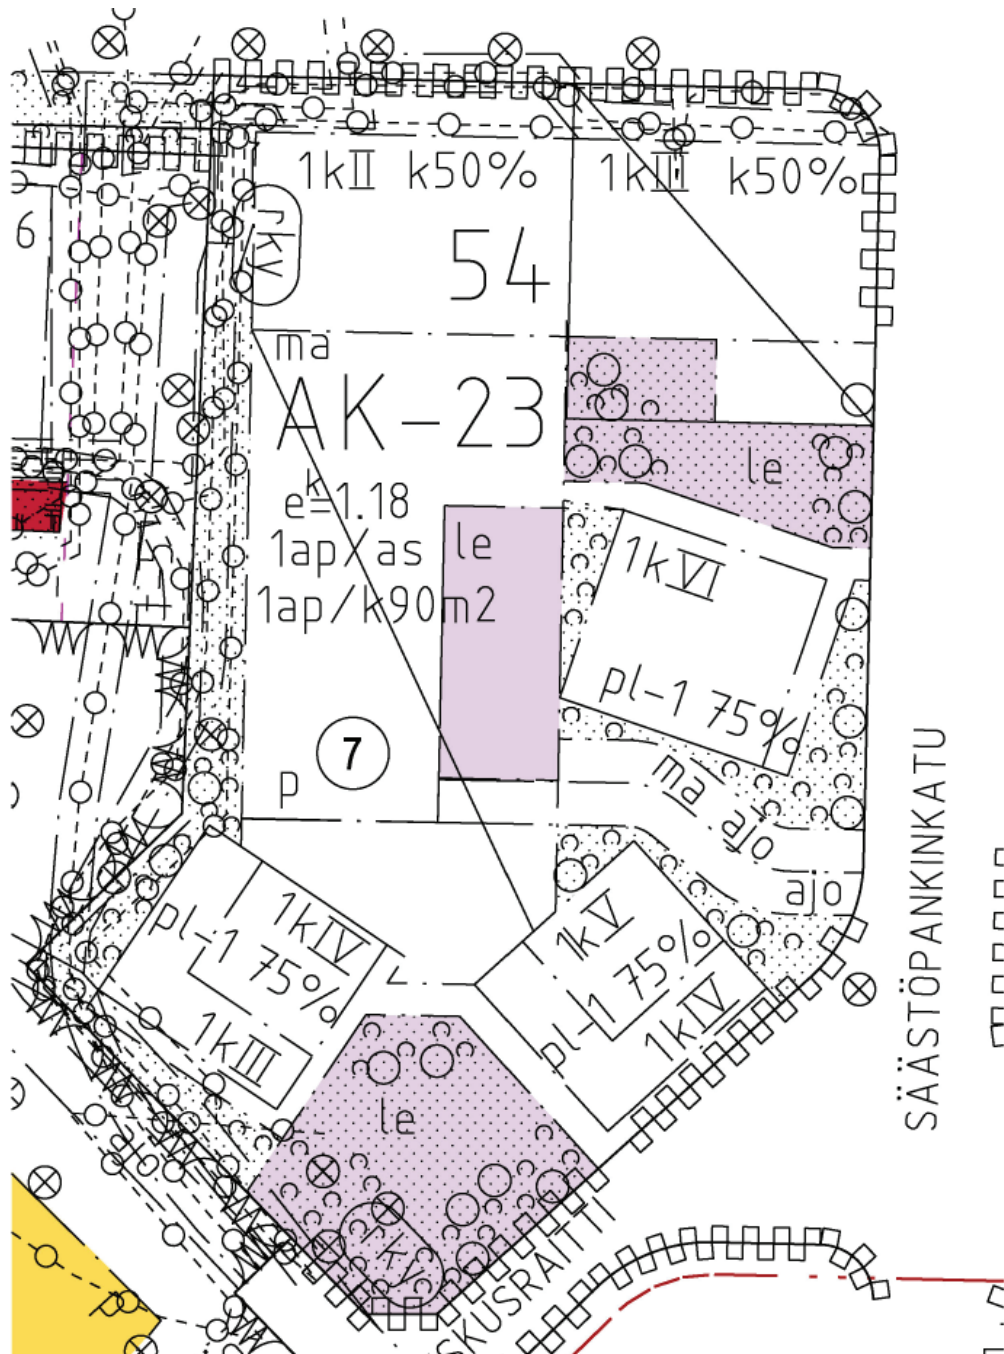 1kII k50%
1kIII k50%
6
rky
54
ma
AK-23
ek=1.18
1ap/as
1ap/k90m2
le
le
1kVI
pl-1 75%
7
p
ma
ajo
ajo
SÄÄSTÖPANKINKATU
1kIV
pl-1 75%
1kIII
1kV
pl-1 75%
1kIV
le
rky
ajo
P
SKUSRAITTI